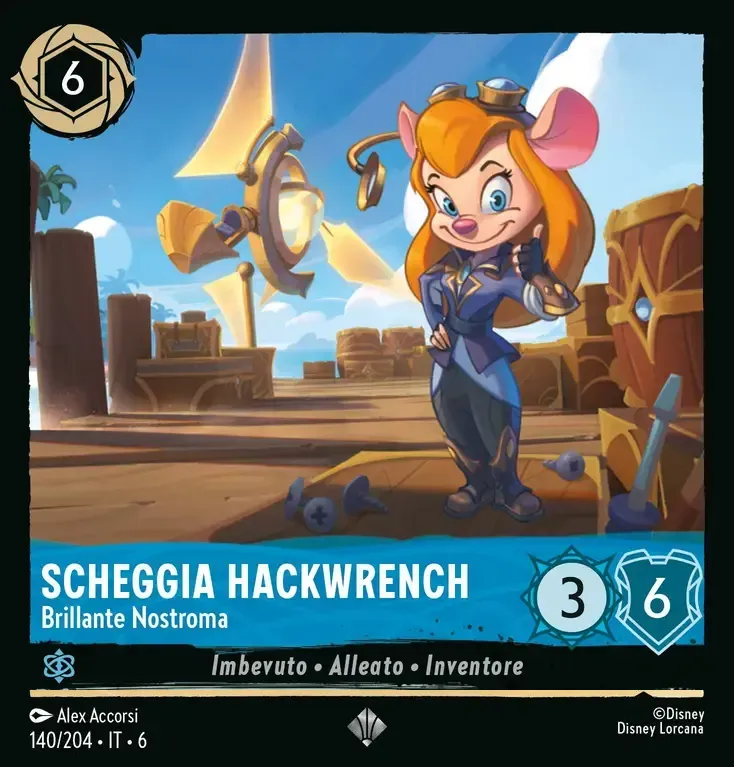 6
SCHEGGIA HACKWRENCH
Brillante Nostroma
3
6
Imbevuto • Alleato • Inventore
Alex Accorsi
©Disney
140/204 • IT • 6
Disney Lorcana